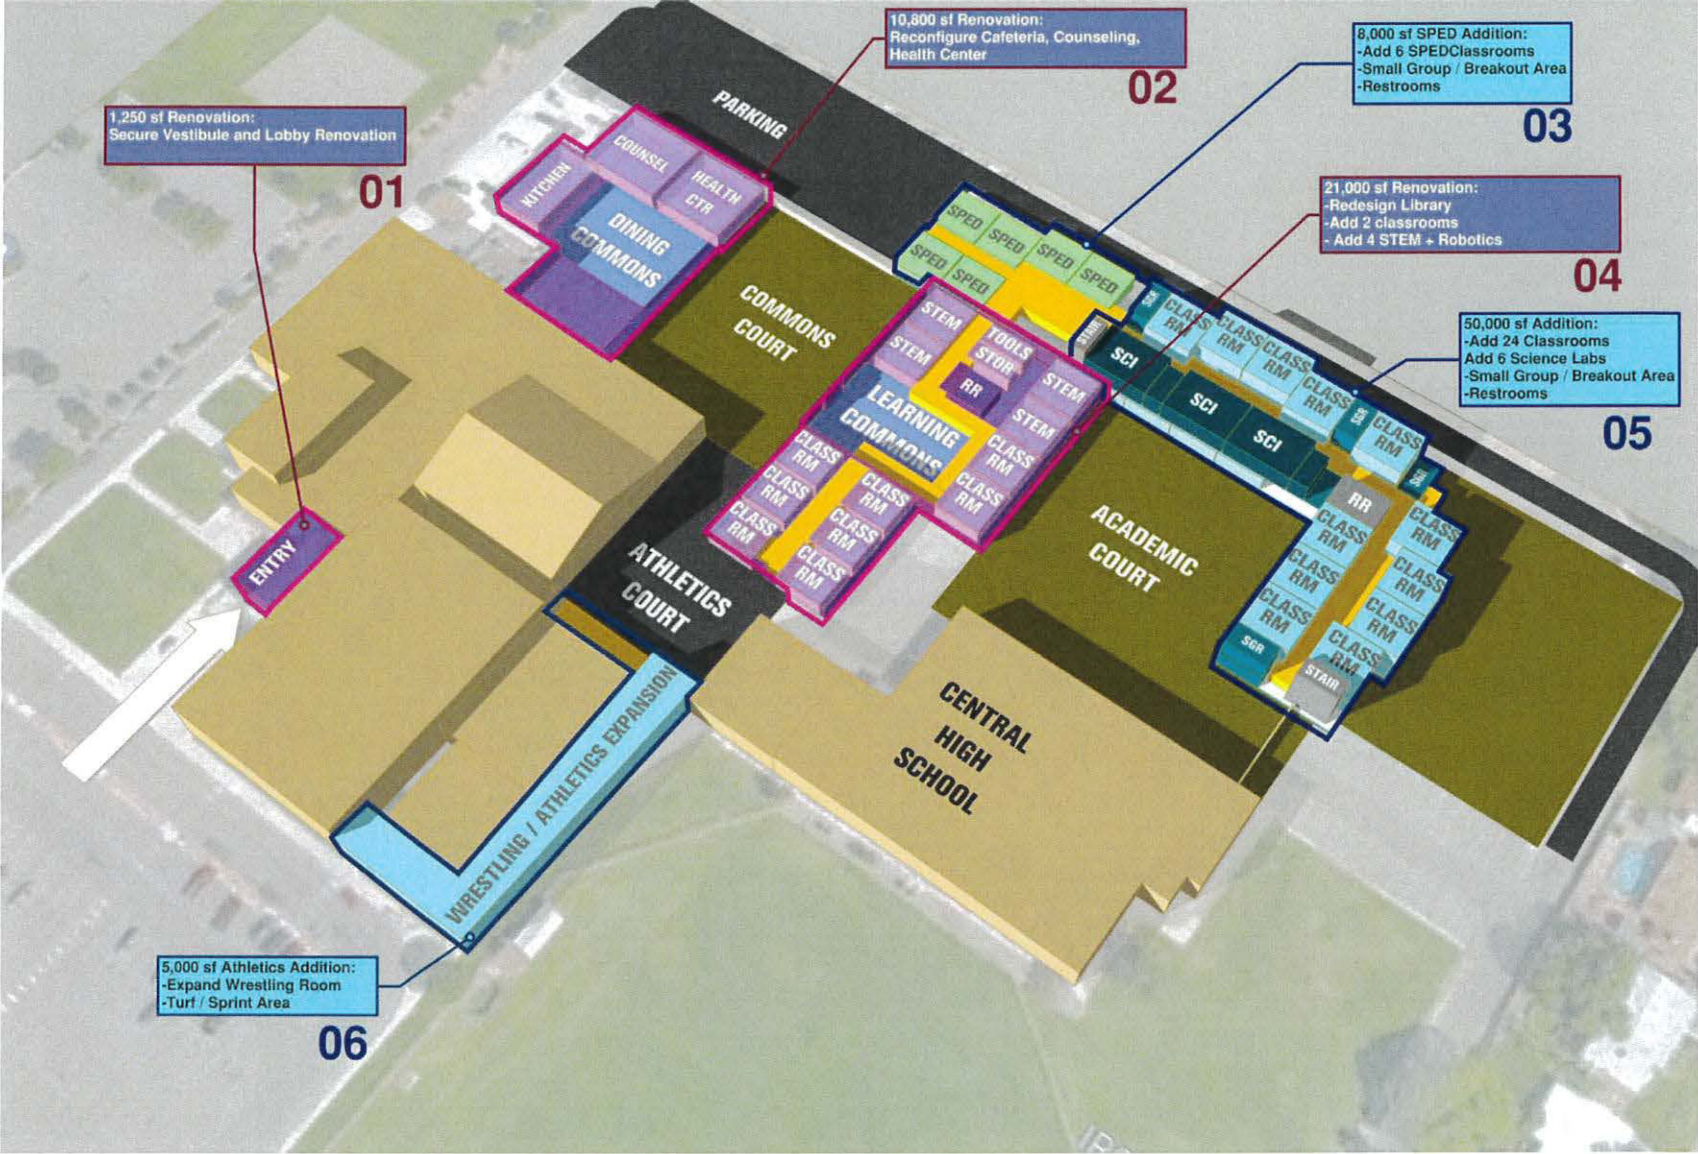 10,800 sf Renovation:
Reconfigure Cafeteria, Counseling,
Health Center
02
8,000 sf SPED Addition:
-Add 6 SPEDClassrooms
-Small Group / Breakout Area
-Restrooms
03
1,250 sf Renovation:
Secure Vestibule and Lobby Renovation
01
21,000 sf Renovation:
-Redesign Library
-Add 2 classrooms
- Add 4 STEM + Robotics
04
50,000 sf Addition:
-Add 24 Classrooms
Add 6 Science Labs
-Small Group / Breakout Area
-Restrooms
05
PARKING
KITCHEN
COUNSEL
HEALTH
CTR
DINING
COMMONS
COMMONS
COURT
SPED
SPED
SPED
SPED
SPED
SPED
STEM
STEM
TOOLS
STOR
RR
STEM
STEM
LEARNING
COMMONS
CLASS
RM
CLASS
RM
CLASS
RM
CLASS
RM
CLASS
RM
CLASS
RM
CLASS
RM
CLASS
RM
STAIR
SGR
CLASS
RM
CLASS
RM
CLASS
RM
CLASS
RM
SGR
CLASS
RM
SGR
SCI
SCI
SCI
RR
CLASS
RM
CLASS
RM
CLASS
RM
CLASS
RM
CLASS
RM
CLASS
RM
CLASS
RM
SGR
STAIR
ACADEMIC
COURT
ATHLETICS
COURT
ENTRY
CENTRAL
HIGH
SCHOOL
WRESTLING / ATHLETICS EXPANSION
5,000 sf Athletics Addition:
-Expand Wrestling Room
-Turf / Sprint Area
06